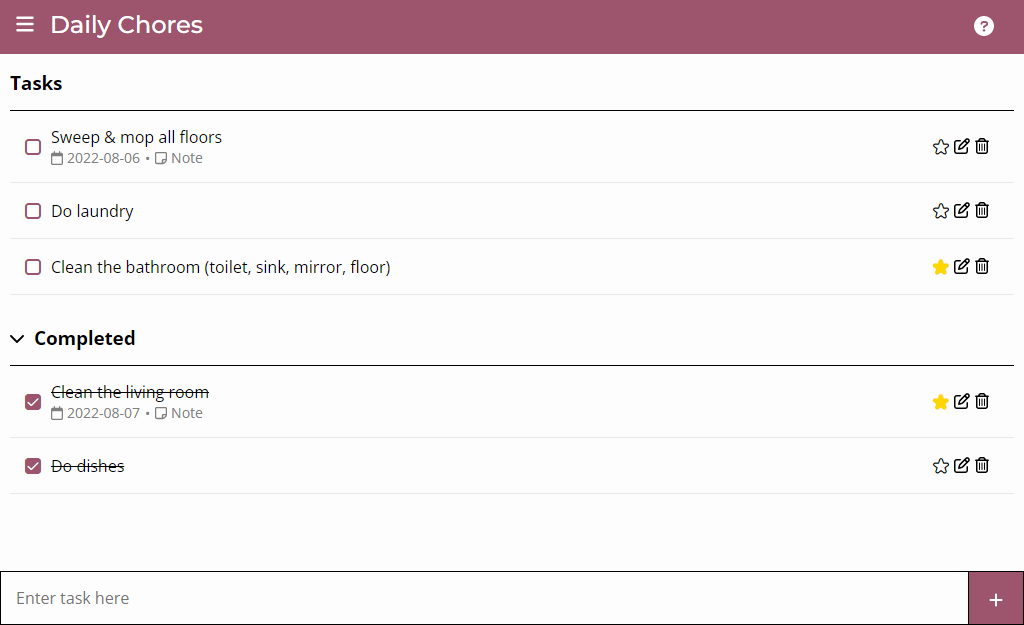 Daily Chores
?
Tasks
Sweep & mop all floors
2022-08-06 • Note
Do laundry
Clean the bathroom (toilet, sink, mirror, floor)
Completed
Clean the living room
2022-08-07 • Note
Do dishes
Enter task here
+